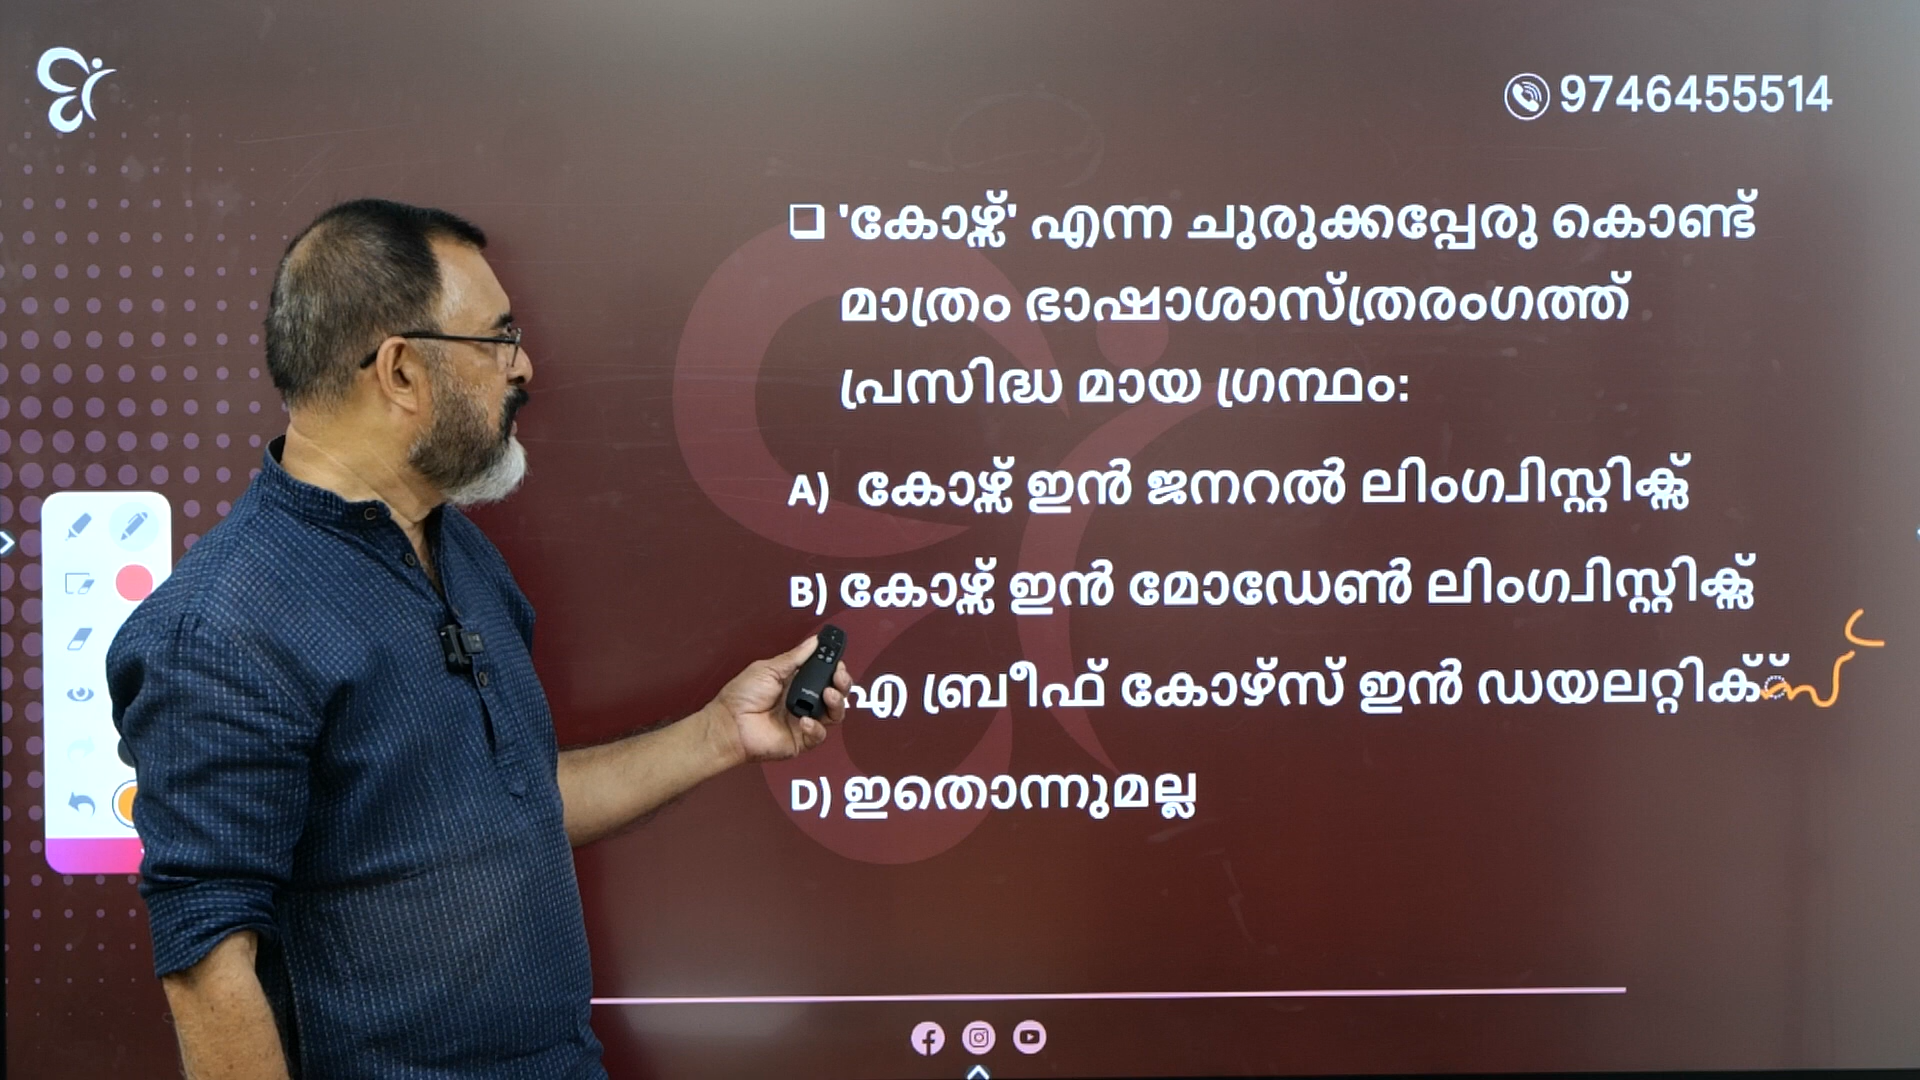 9746455514
'കോഴ്സ്' എന്ന ചുരുക്കപ്പേരു കൊണ്ട്
മാത്രം ഭാഷാശാസ്ത്രരംഗത്ത്
പ്രസിദ്ധ മായ ഗ്രന്ഥം:
A) കോഴ്സ് ഇൻ ജനറൽ ലിംഗ്വിസ്റ്റിക്സ്
B) കോഴ്സ് ഇൻ മോഡേൺ ലിംഗ്വിസ്റ്റിക്സ്
എ ബ്രീഫ് കോഴ്സ് ഇൻ ഡയലറ്റിക്സ്
D) ഇതൊന്നുമല്ല